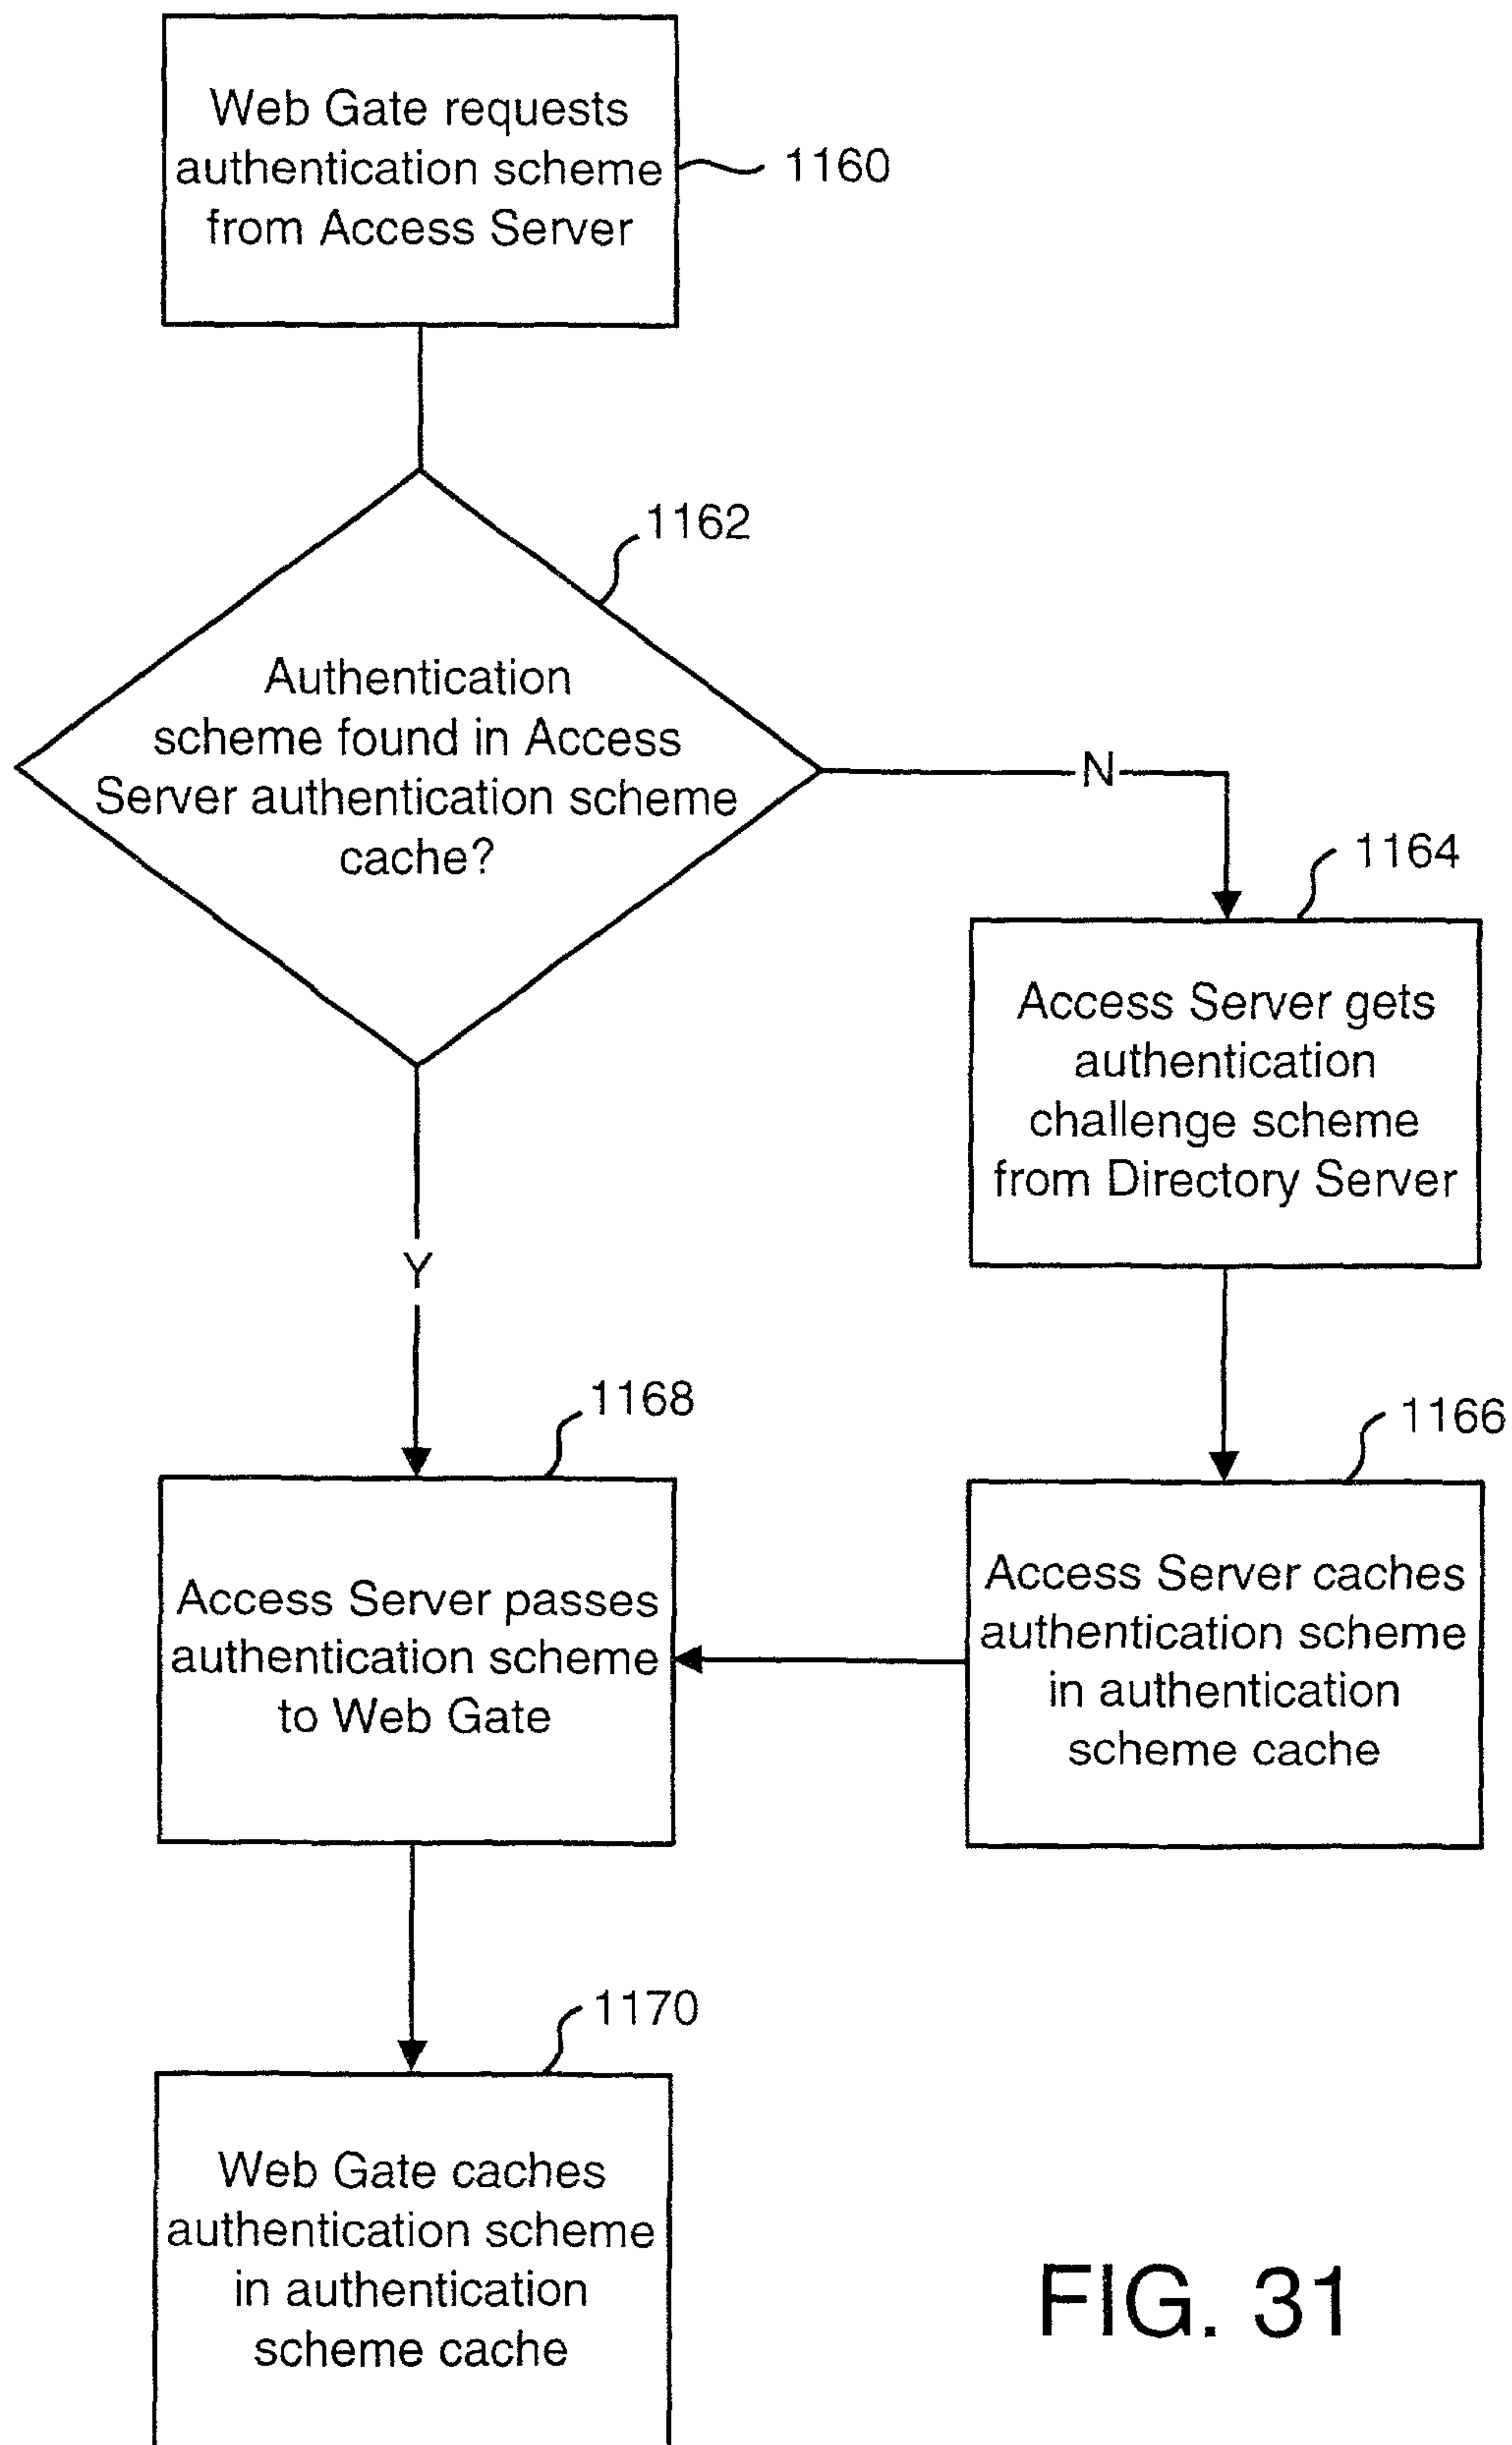 Web Gate requests
authentication scheme
from Access Server
1160
1162
Authentication
scheme found in Access
Server authentication scheme
cache?
N
1164
Access Server gets
authentication
challenge scheme
from Directory Server
Y
1168
1166
Access Server passes
authentication scheme
to Web Gate
Access Server caches
authentication scheme
in authentication
scheme cache
1170
Web Gate caches
authentication scheme
in authentication
scheme cache
FIG. 31